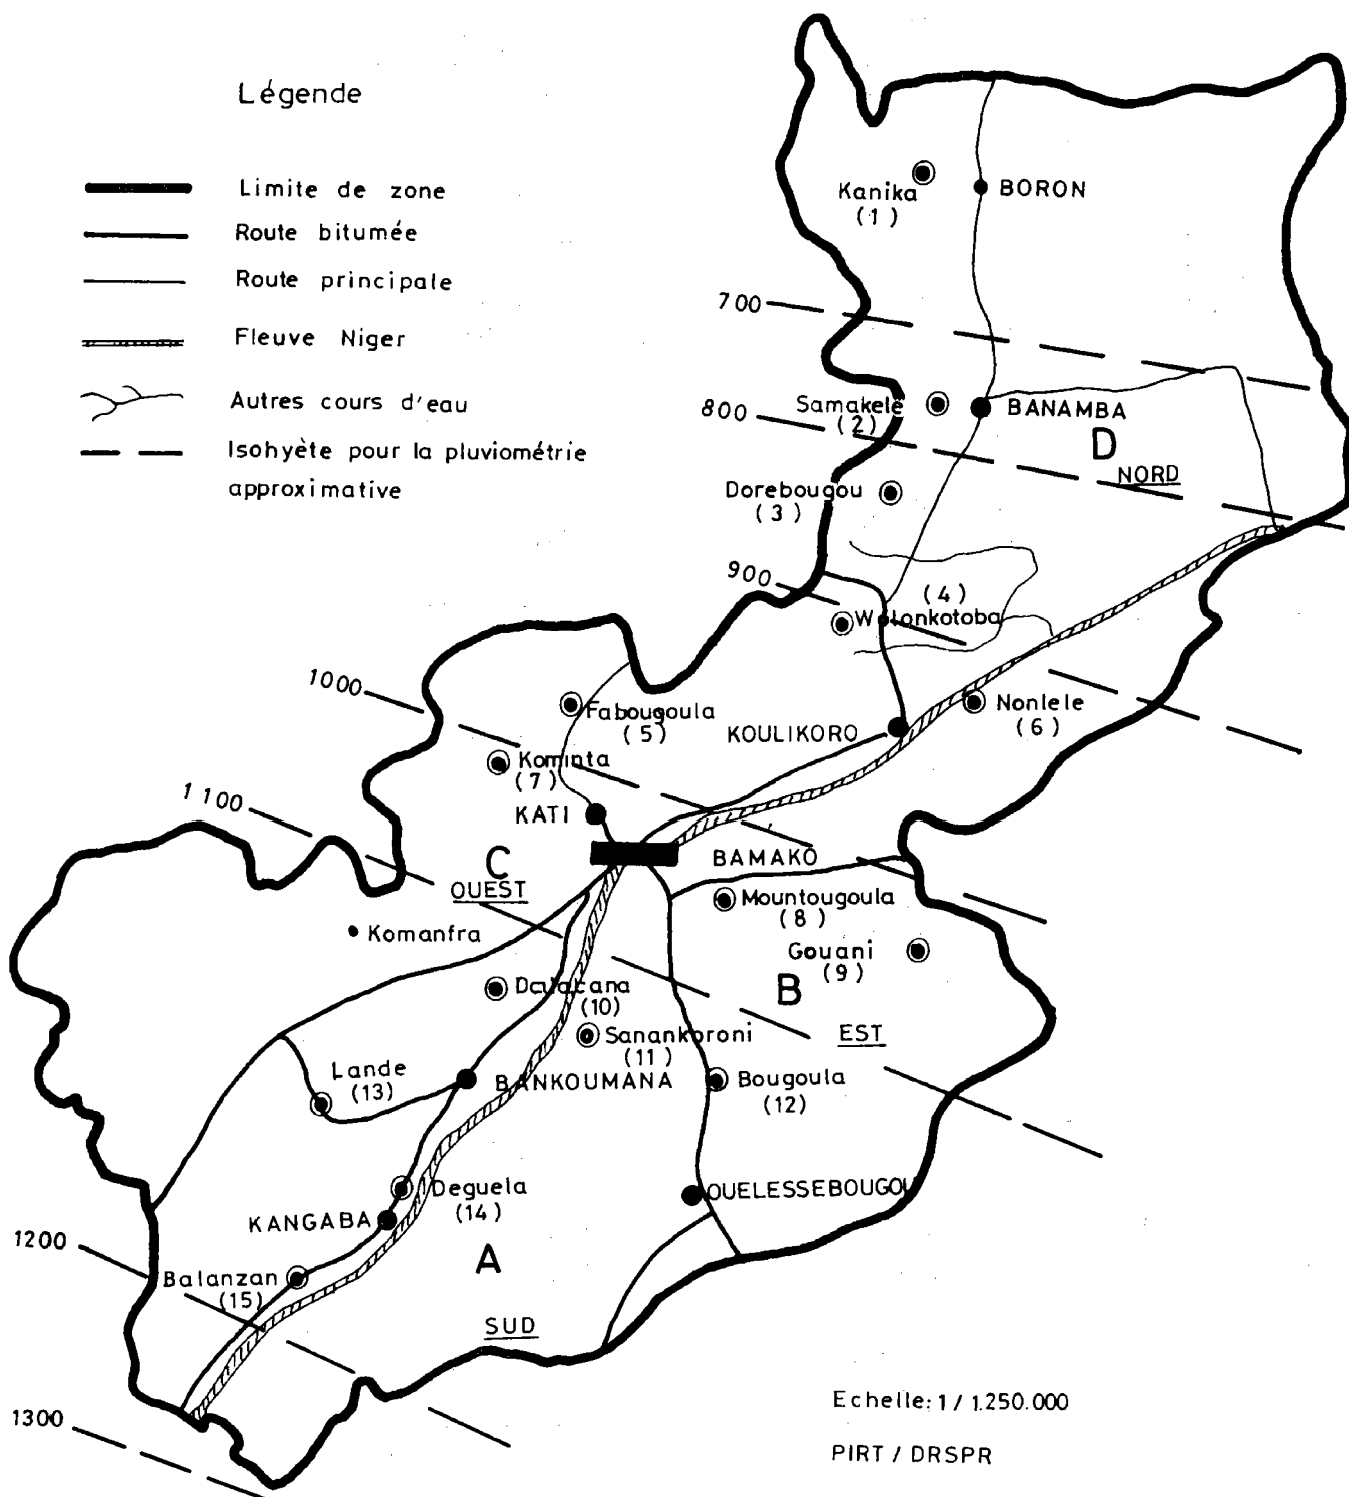 Légende
Limite de zone
Route bitumée
Route principale
Fleuve Niger
Autres cours d'eau
Isohyète pour la pluviométrie
approximative
Kanika
(1)
BORON
700
800
Samakele
(2)
BANAMBA
D
NORD
Dorebougou
(3)
900
(4)
Wolonkotoba
1000
Fabougoula
(5)
KOULIKORO
Nonlele
(6)
Kominta
(7)
1100
KATI
C
OUEST
BAMAKO
Mountougoula
(8)
Komanfra
Gouani
(9)
Dalacana
(10)
B
Sanankoroni
(11)
EST
Lande
(13)
BANKOUMANA
Bougoula
(12)
Deguela
(14)
OUELESSEBOUGOU
KANGABA
1200
A
Balanzan
(15)
SUD
1300
Echelle: 1 / 1.250.000
PIRT / DRSPR